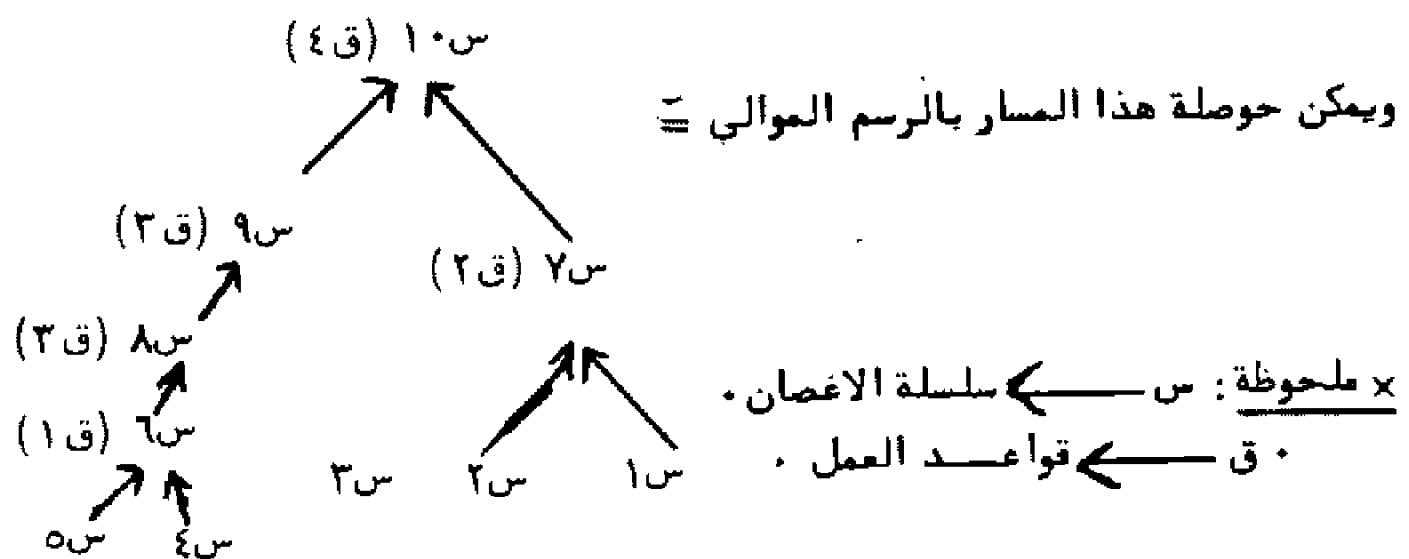 س١٠ (ق٤)
ويمكن حوصلة هذا المسار بالرسم الموالي =
س٩ (ق٣)
س٧ (ق٢)
س٨ (ق٣)
× ملحوظة : س ← سلسلة الاغصان .
س٦ (ق١)
. ق ← قواعد العمل .
س١ س٢ س٣
س٤ س٥